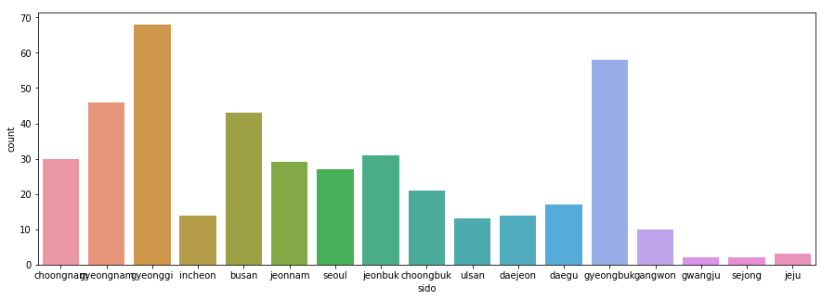 70
60
50
40
30
20
10
0
count
choongnam gyeongnam gyeonggi incheon busan jeonnam seoul jeonbuk choongbuk ulsan daejeon daegu gyeongbuk gangwon gwangju sejong jeju
sido